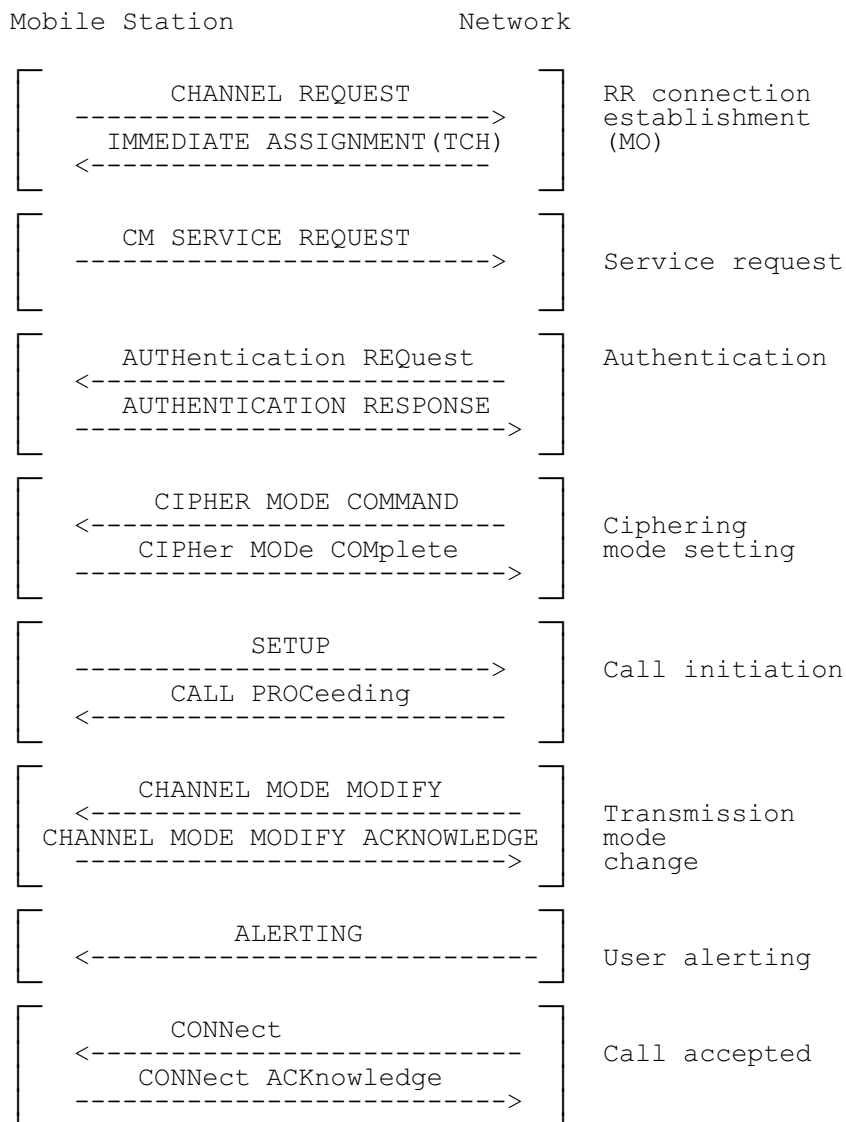 Mobile Station Network
CHANNEL REQUEST RR connection
--------------------------> establishment
IMMEDIATE ASSIGNMENT(TCH) (MO)
<-------------------------
CM SERVICE REQUEST
--------------------------> Service request
AUTHentication REQuest Authentication
<--------------------------
AUTHENTICATION RESPONSE
--------------------------->
CIPHER MODE COMMAND
<-------------------------- Ciphering
CIPHer MODe COMplete mode setting
--------------------------->
SETUP
--------------------------> Call initiation
CALL PROCeeding
<--------------------------
CHANNEL MODE MODIFY
<--------------------------- Transmission
CHANNEL MODE MODIFY ACKNOWLEDGE mode
---------------------------> change
ALERTING
<---------------------------- User alerting
CONNect
<--------------------------- Call accepted
CONNect ACKnowledge
--------------------------->